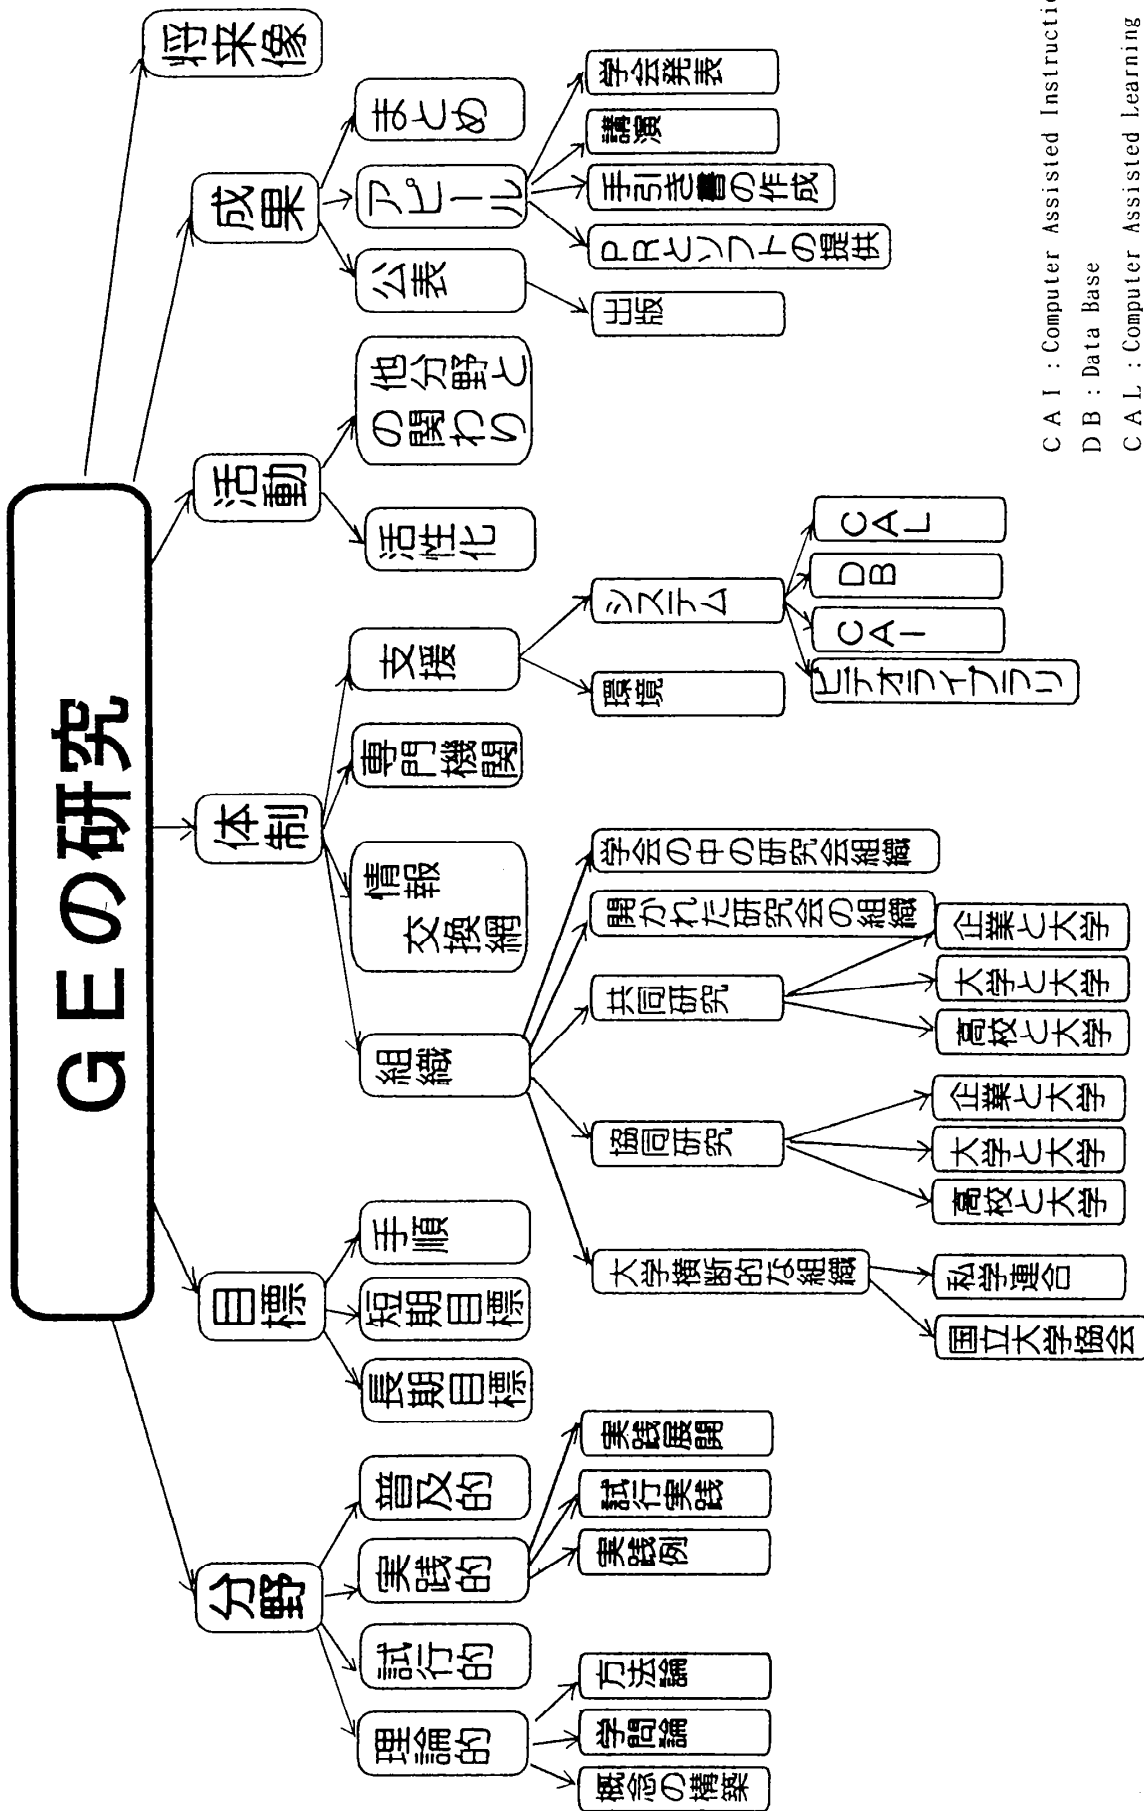 GEの研究
分野
目標
体制
活動
成果
将来像
理論的
試行的
実践的
普及的
長期目標
短期目標
手順
組織
情報
交換網
専門機関
支援
活性化
他分野と
の関わり
公表
アピール
まとめ
概念の構築
学問論
方法論
実践例
試行実践
実践展開
大学横断的な組織
協同研究
共同研究
開かれた研究会の組織
学会の中の研究会組織
環境
システム
出版
PRとソフトの提供
手引き書の作成
講演
学会発表
国立大学協会
私学連合
高校と大学
大学と大学
企業と大学
高校と大学
大学と大学
企業と大学
ビデオライブラリ
CAI
DB
CAL
CAI : Computer Assisted Instructio
DB : Data Base
CAL : Computer Assisted Learning